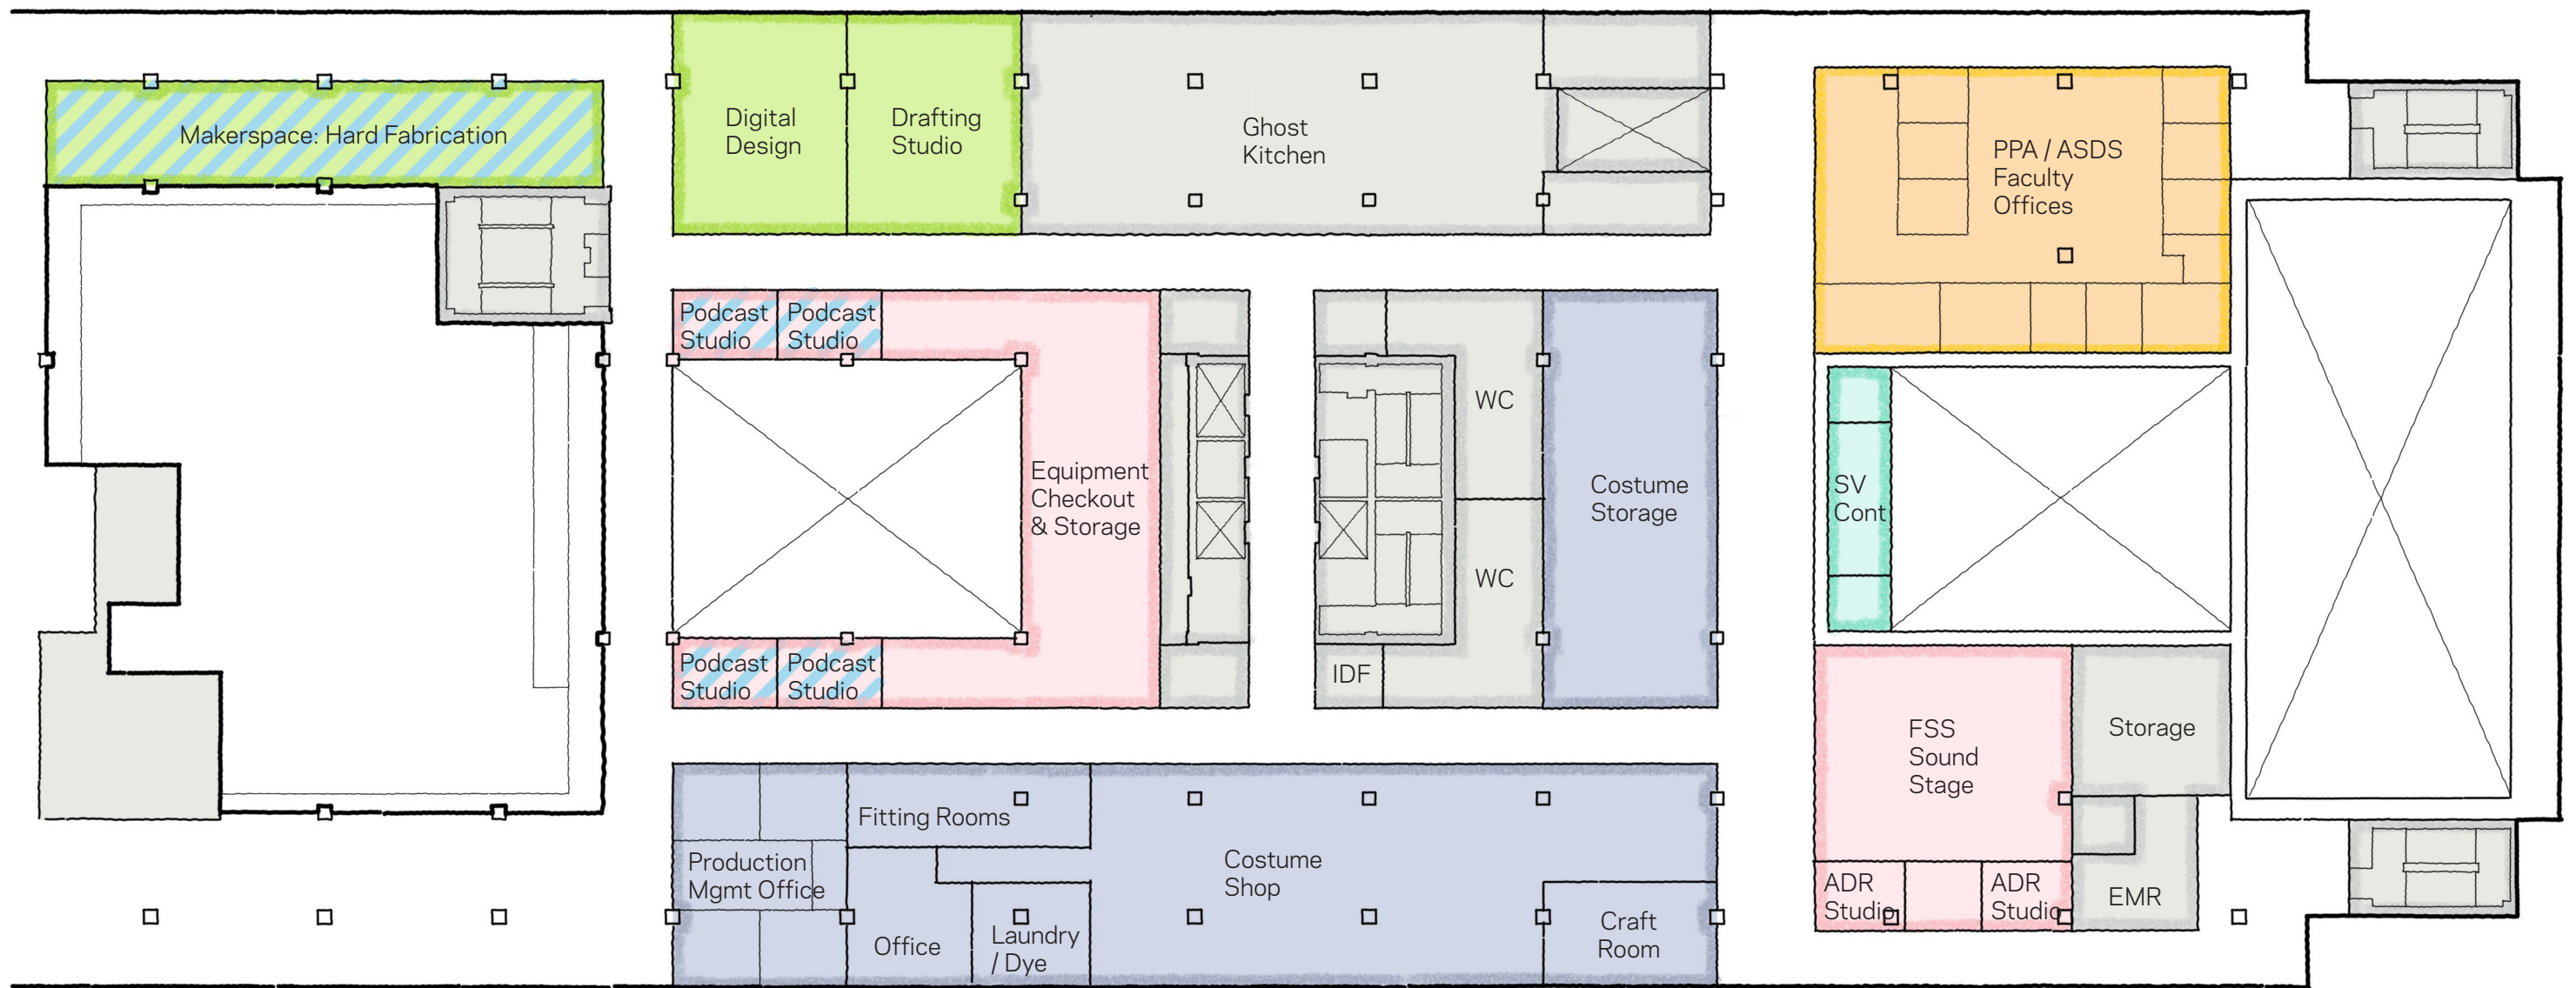 Makerspace: Hard Fabrication
Digital
Design
Drafting
Studio
Ghost
Kitchen
PPA / ASDS
Faculty
Offices
Podcast
Studio
Podcast
Studio
Equipment
Checkout
& Storage
WC
WC
IDF
Costume
Storage
SV
Cont
Podcast
Studio
Podcast
Studio
FSS
Sound
Stage
Storage
ADR
Studio
ADR
Studio
EMR
Fitting Rooms
Production
Mgmt Office
Office
Laundry
/ Dye
Costume
Shop
Craft
Room